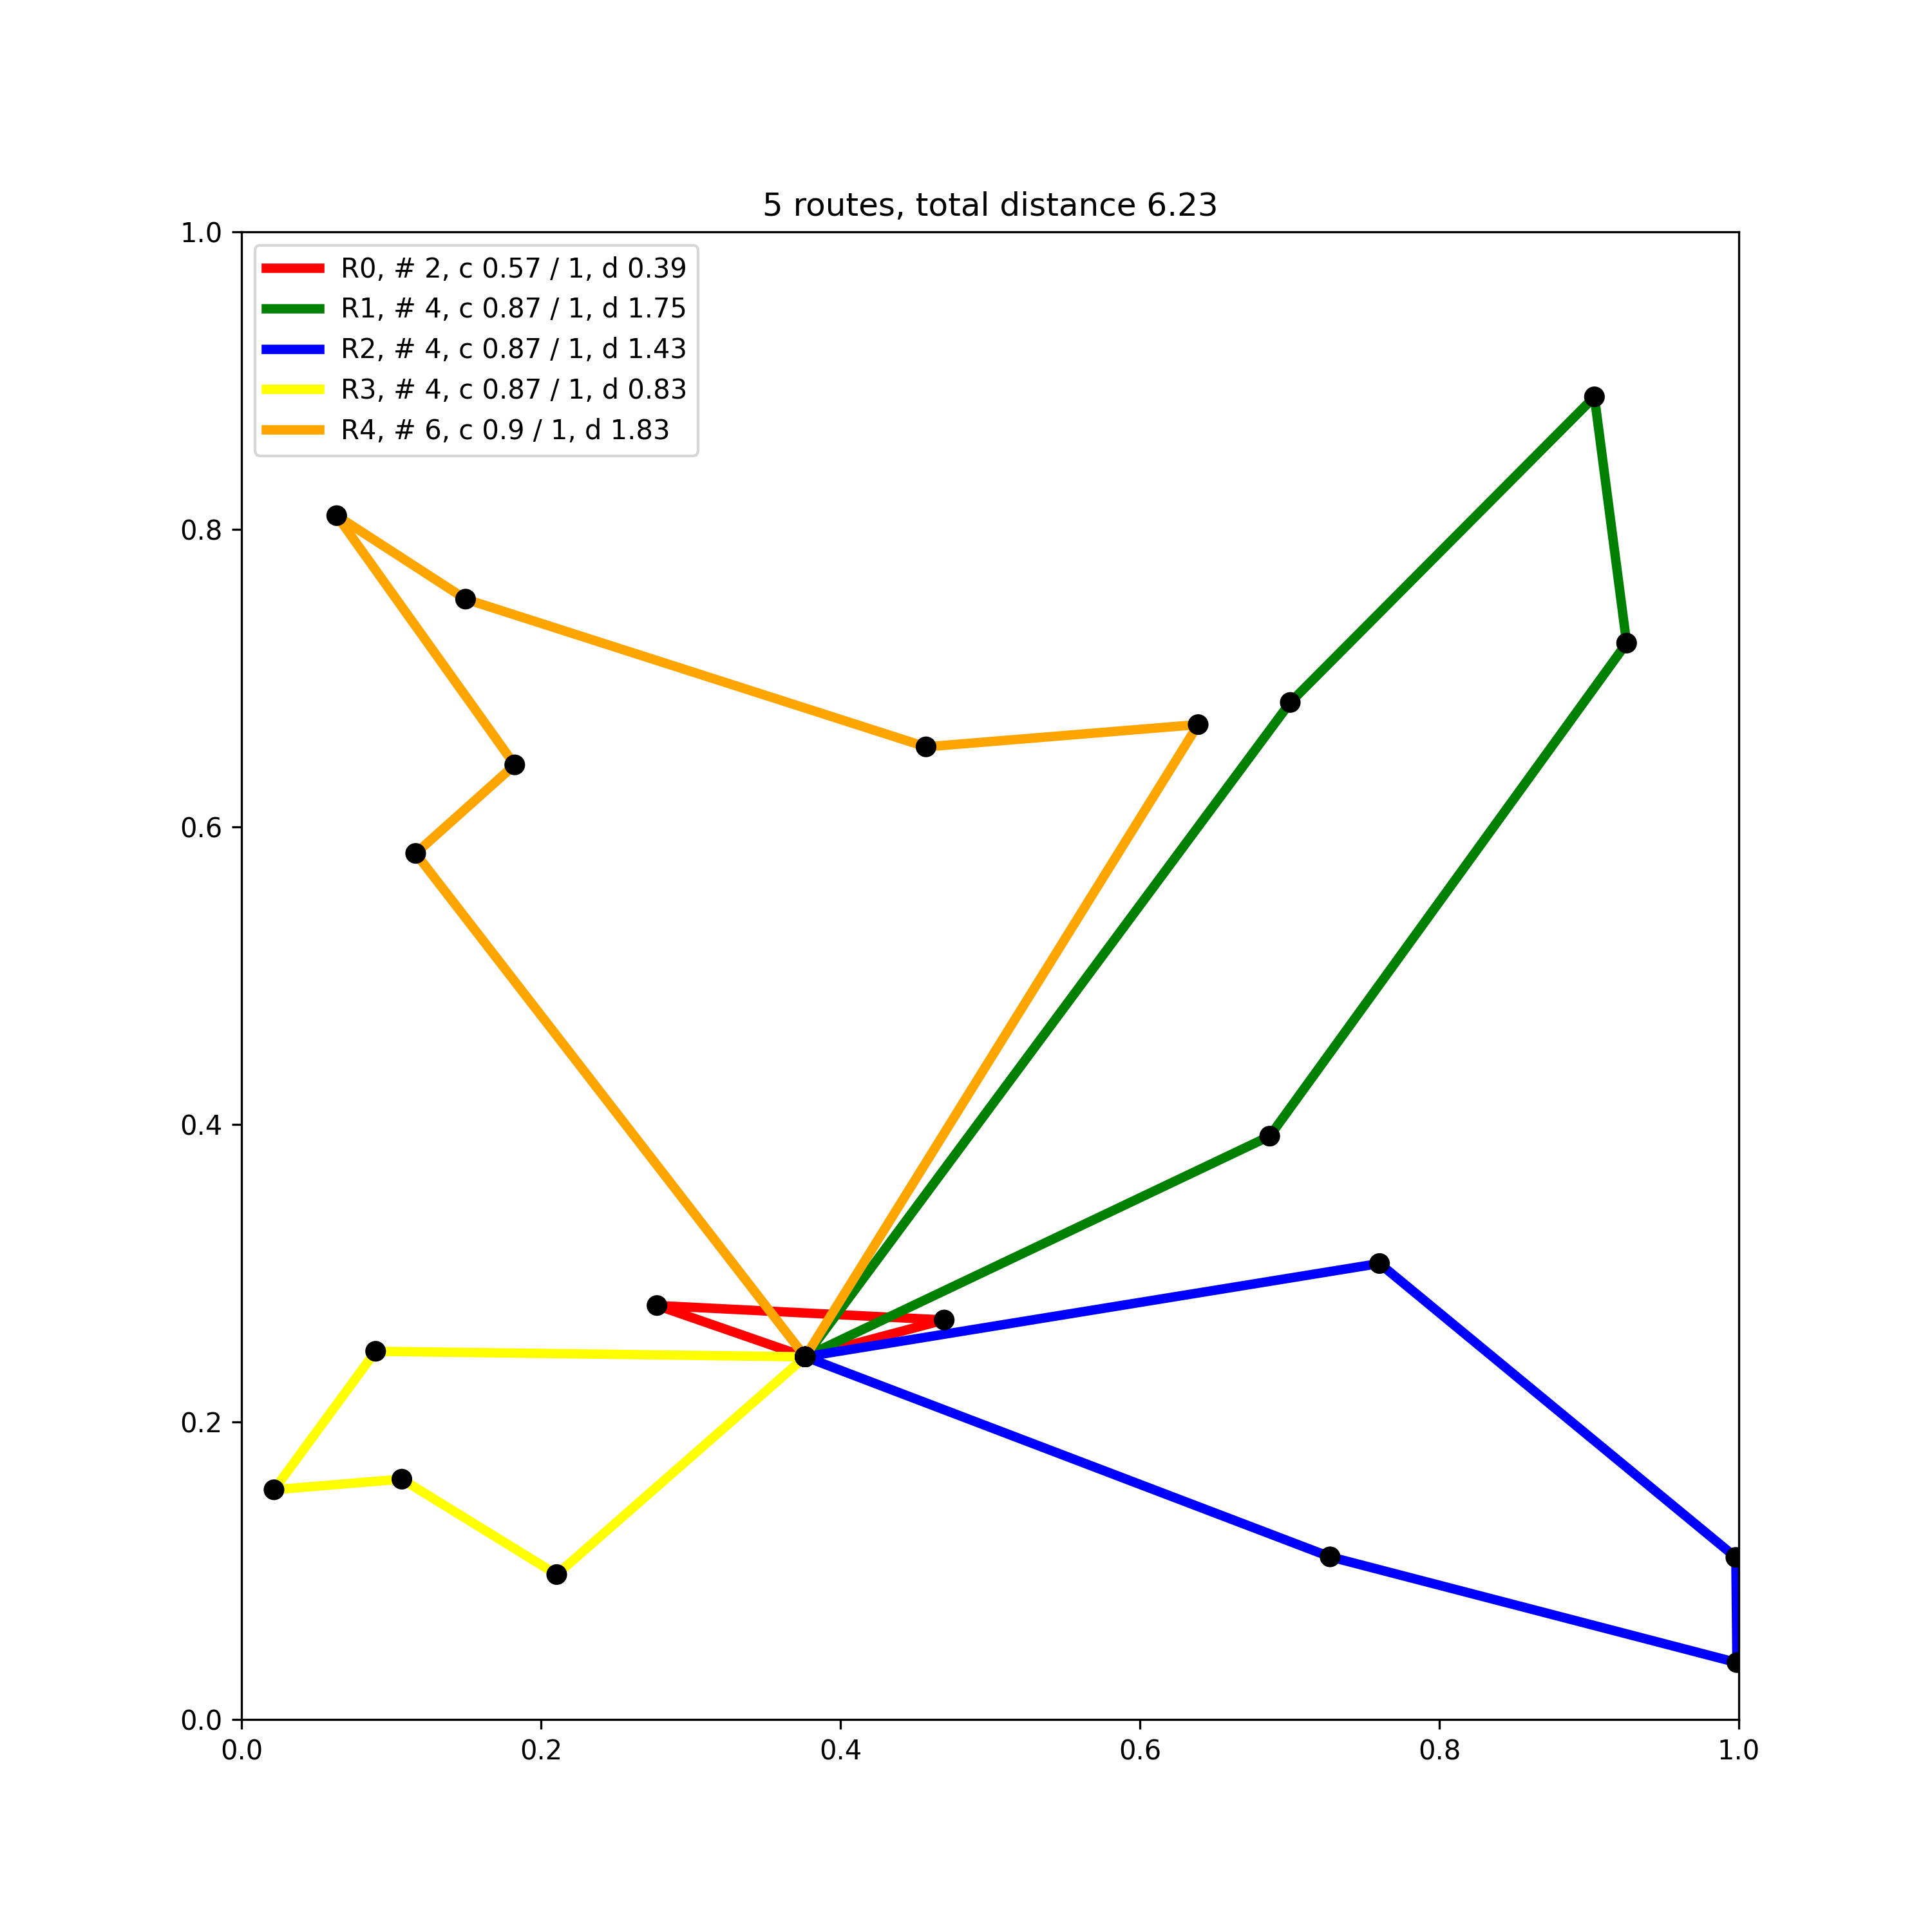 5 routes, total distance 6.23
1.0
R0, # 2, c 0.57 / 1, d 0.39
R1, # 4, c 0.87 / 1, d 1.75
R2, # 4, c 0.87 / 1, d 1.43
R3, # 4, c 0.87 / 1, d 0.83
R4, # 6, c 0.9 / 1, d 1.83
0.8
0.6
0.4
0.2
0.0
0.0 0.2 0.4 0.6 0.8 1.0